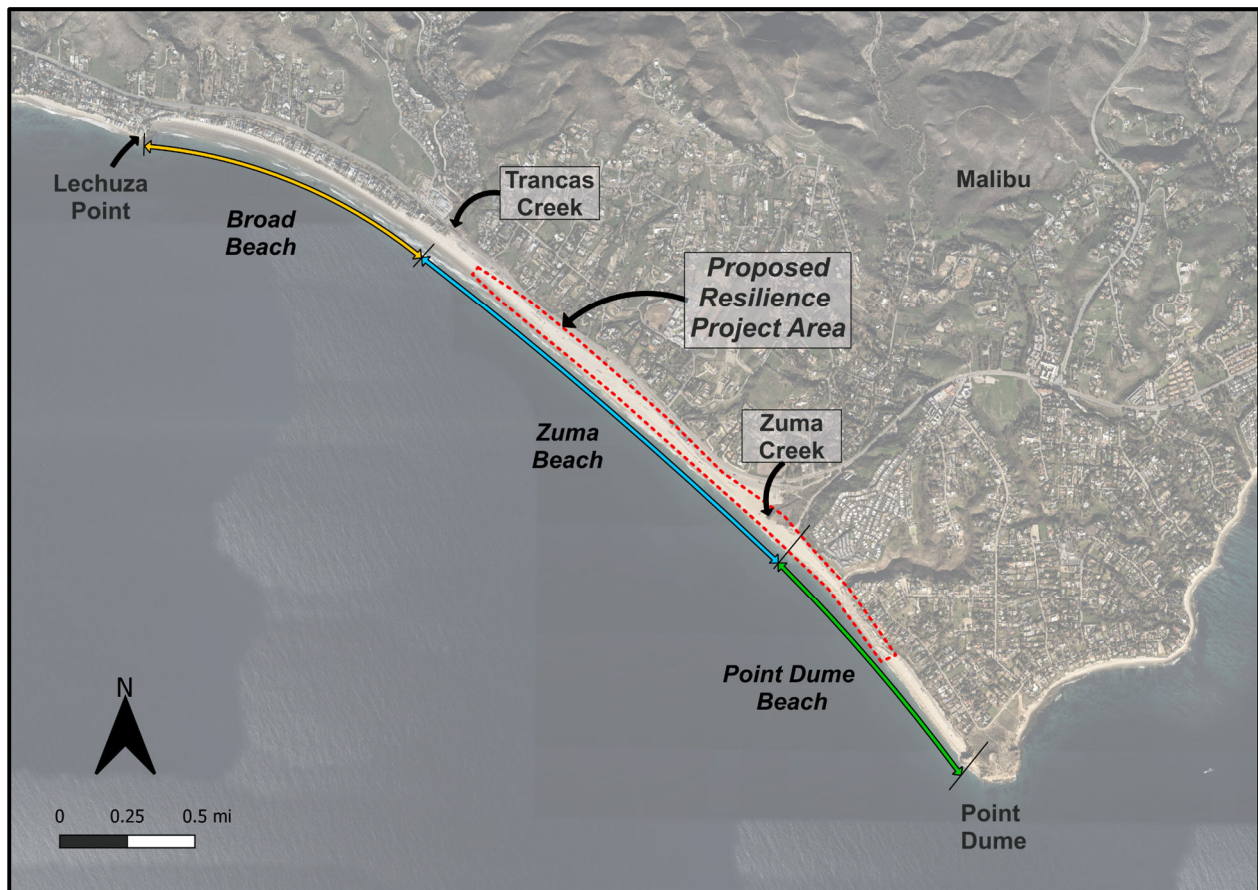 Lechuza
Point
Broad
Beach
Trancas
Creek
Malibu
Proposed
Resilience
Project Area
Zuma
Beach
Zuma
Creek
Point Dume
Beach
N
0 0.25 0.5 mi
Point
Dume